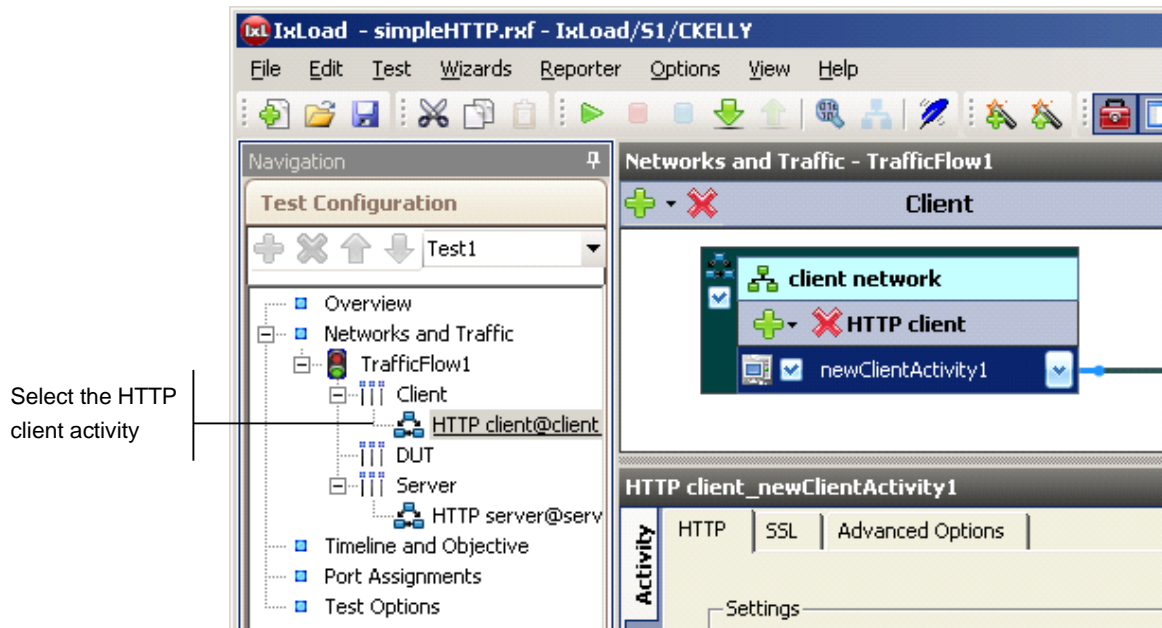 IxL IxLoad - simpleHTTP.rxf - IxLoad/S1/CKELLY
File Edit Test Wizards Reporter Options View Help
Navigation
Test Configuration
Test1
Overview
Networks and Traffic
TrafficFlow1
Client
HTTP client@client
DUT
Server
HTTP server@serv
Timeline and Objective
Port Assignments
Test Options
Select the HTTP
client activity
Networks and Traffic - TrafficFlow1
Client
client network
HTTP client
newClientActivity1
HTTP client_newClientActivity1
Activity
HTTP SSL Advanced Options
Settings